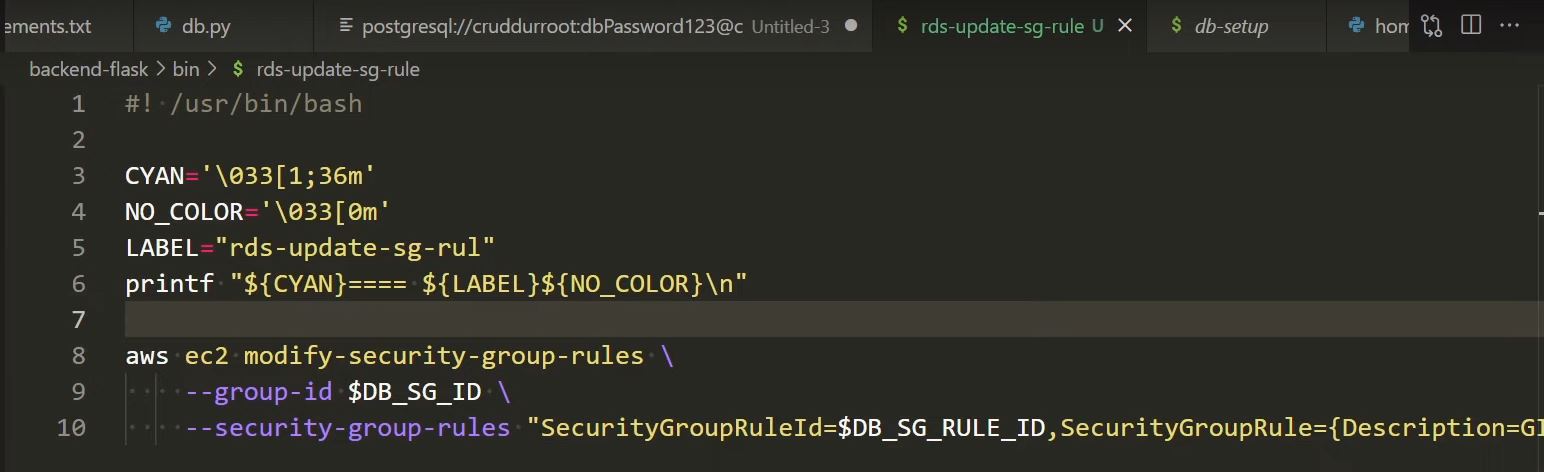 ements.txt db.py postgresql://cruddurroot:dbPassword123@c Untitled-3 $ rds-update-sg-rule U $ db-setup hom
backend-flask > bin > $ rds-update-sg-rule
1 #! /usr/bin/bash
2
3 CYAN='\033[1;36m'
4 NO_COLOR='\033[0m'
5 LABEL="rds-update-sg-rul"
6 printf "${CYAN}==== ${LABEL}${NO_COLOR}\n"
7
8 aws ec2 modify-security-group-rules \
9 --group-id $DB_SG_ID \
10 --security-group-rules "SecurityGroupRuleId=$DB_SG_RULE_ID,SecurityGroupRule={Description=GI